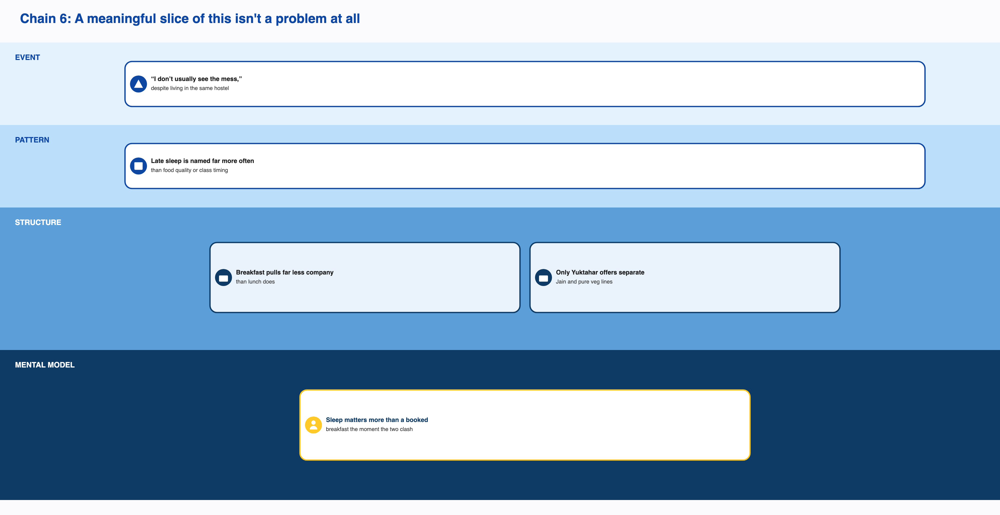 Chain 6: A meaningful slice of this isn't a problem at all
EVENT
“I don’t usually see the mess,”
despite living in the same hostel
PATTERN
Late sleep is named far more often
than food quality or class timing
STRUCTURE
Breakfast pulls far less company
than lunch does
Only Yuktahar offers separate
Jain and pure veg lines
MENTAL MODEL
Sleep matters more than a booked
breakfast the moment the two clash